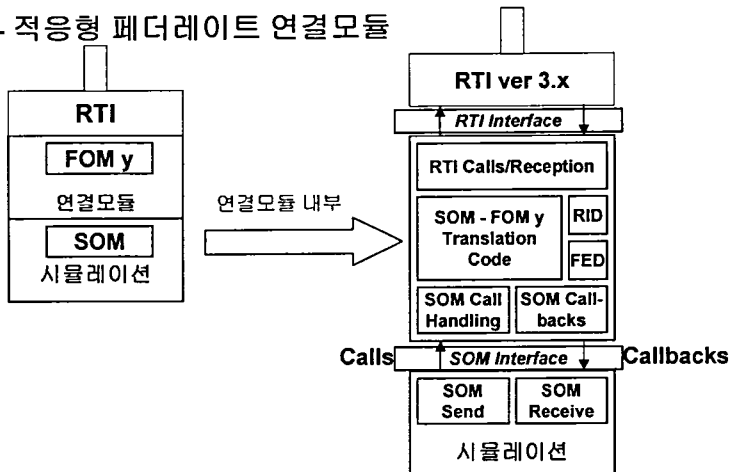 - 적응형 페더레이트 연결모듈
RTI
FOM y
연결모듈
SOM
시뮬레이션
연결모듈 내부
RTI ver 3.x
RTI Interface
RTI Calls/Reception
SOM - FOM y
Translation
Code
RID
FED
SOM Call
Handling
SOM Call-
backs
Calls
SOM Interface
Callbacks
SOM
Send
SOM
Receive
시뮬레이션